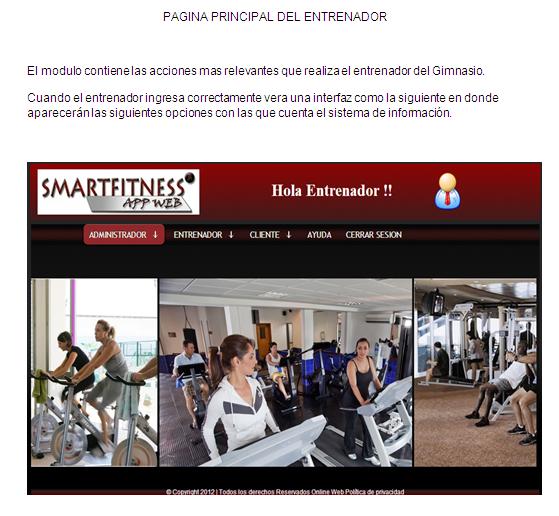 PAGINA PRINCIPAL DEL ENTRENADOR
El modulo contiene las acciones mas relevantes que realiza el entrenador del Gimnasio.
Cuando el entrenador ingresa correctamente vera una interfaz como la siguiente en donde
aparecerán las siguientes opciones con las que cuenta el sistema de información.
SMARTFITNESS
APP WEB
Hola Entrenador !!
ADMINISTRADOR ↓ ENTRENADOR ↓ CLIENTE ↓ AYUDA CERRAR SESION
© Copyright 2012 | Todos los derechos Reservados Online Web Política de privacidad